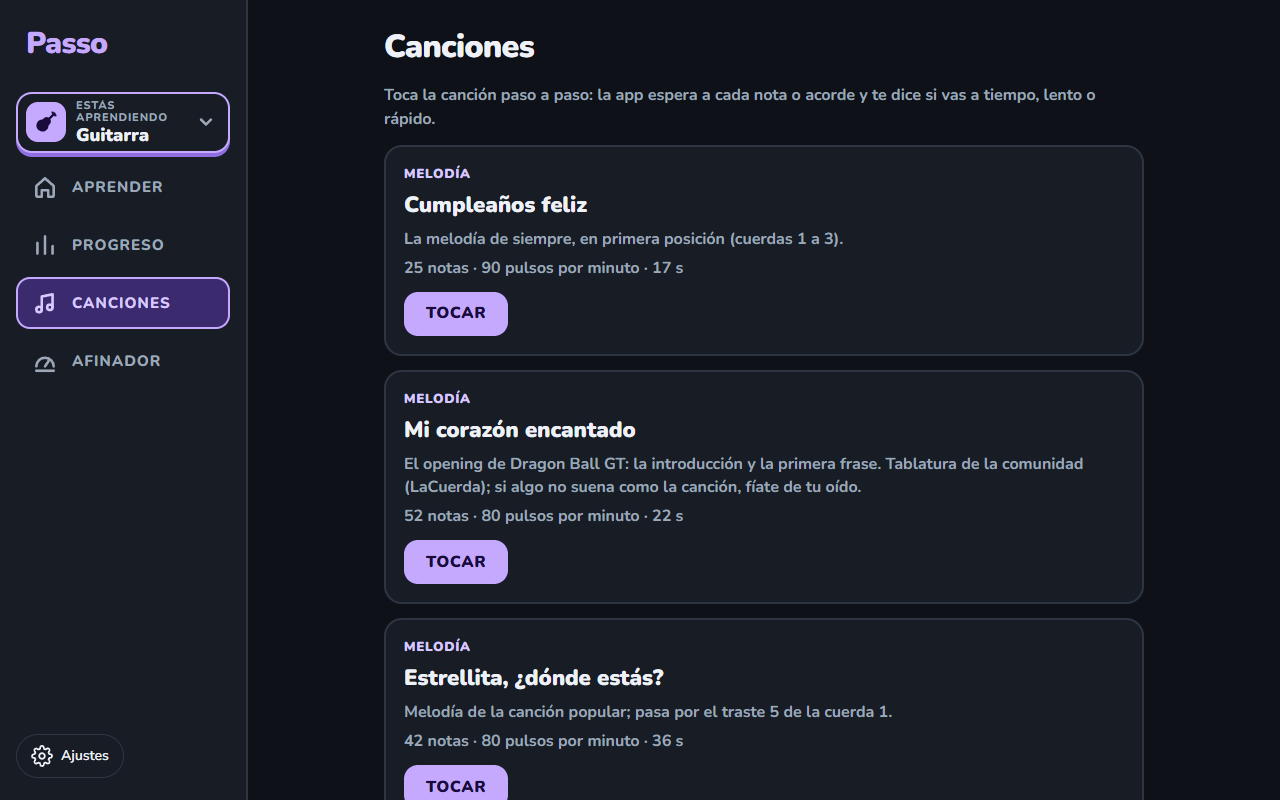 Passo
ESTÁS
APRENDIENDO
Guitarra
APRENDER
PROGRESO
CANCIONES
AFINADOR
Ajustes
Canciones
Toca la canción paso a paso: la app espera a cada nota o acorde y te dice si vas a tiempo, lento o
rápido.
MELODÍA
Cumpleaños feliz
La melodía de siempre, en primera posición (cuerdas 1 a 3).
25 notas · 90 pulsos por minuto · 17 s
TOCAR
MELODÍA
Mi corazón encantado
El opening de Dragon Ball GT: la introducción y la primera frase. Tablatura de la comunidad
(LaCuerda); si algo no suena como la canción, fíate de tu oído.
52 notas · 80 pulsos por minuto · 22 s
TOCAR
MELODÍA
Estrellita, ¿dónde estás?
Melodía de la canción popular; pasa por el traste 5 de la cuerda 1.
42 notas · 80 pulsos por minuto · 36 s
TOCAR